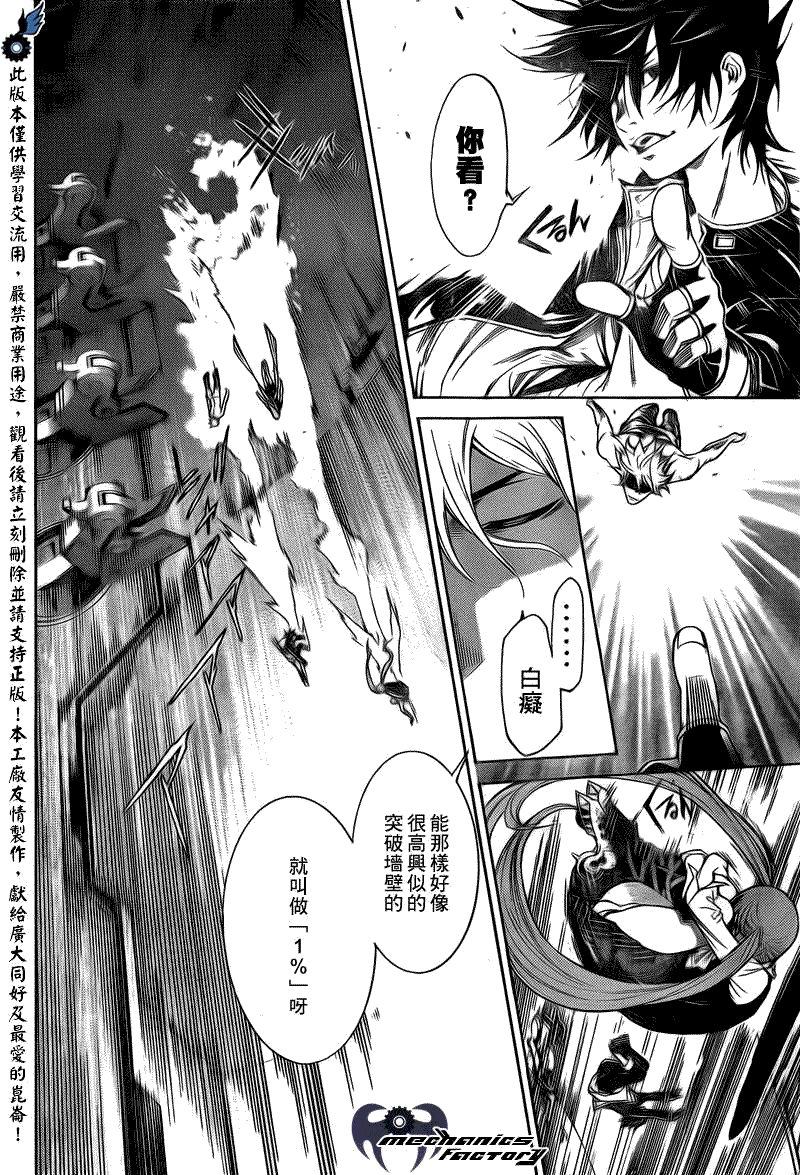 你看？
くるん
……
白癡
くるん
能那樣好像
很高興似的
突破墻壁的
就叫做「1%」呀
此版本僅供學習交流用，嚴禁商業用途，觀看後請立刻刪除並請支持正版！本工廠友情製作，獻給廣大同好及最愛的崑崙！
mechanics
Factory